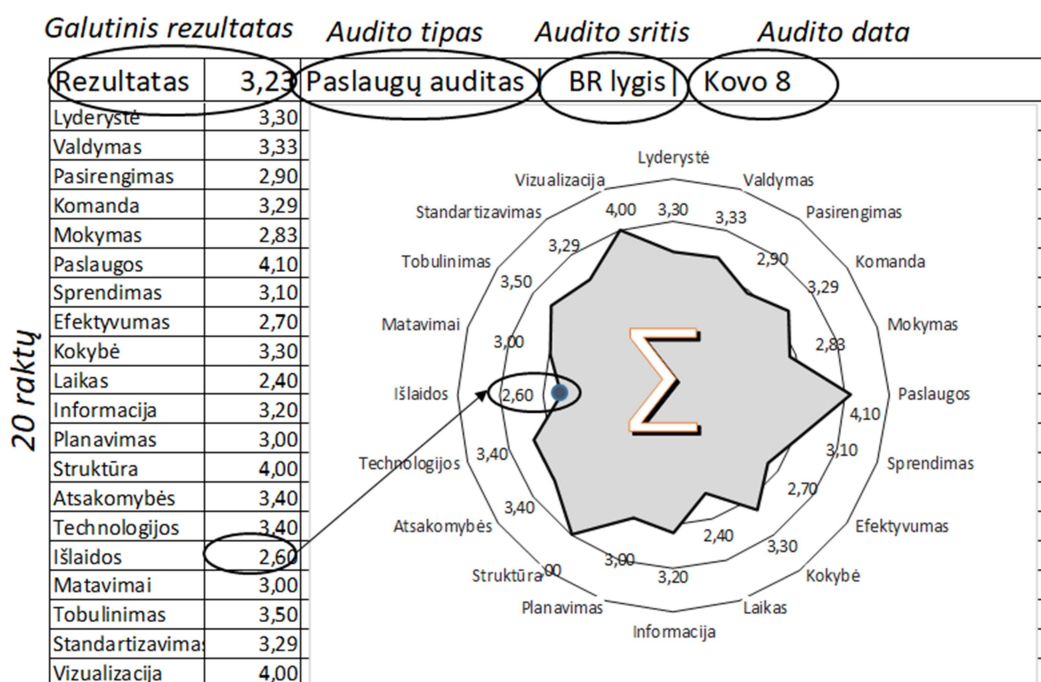 Galutinis rezultatas Audito tipas Audito sritis Audito data
Rezultatas 3,23 Paslaugų auditas BR lygis Kovo 8
20 raktų
Lyderystė 3,30
Valdymas 3,33
Pasirengimas 2,90
Komanda 3,29
Mokymas 2,83
Paslaugos 4,10
Sprendimas 3,10
Efektyvumas 2,70
Kokybė 3,30
Laikas 2,40
Informacija 3,20
Planavimas 3,00
Struktūra 4,00
Atsakomybės 3,40
Technologijos 3,40
Išlaidos 2,60
Matavimai 3,00
Tobulinimas 3,50
Standartizavimas 3,29
Vizualizacija 4,00
Lyderystė
3,30
Valdymas
3,33
Pasirengimas
2,90
Komanda
3,29
Mokymas
2,83
Paslaugos
4,10
Sprendimas
3,10
Efektyvumas
2,70
Kokybė
3,30
Laikas
2,40
Informacija
3,20
Planavimas
3,00
Struktūra
,00
Atsakomybės
3,40
Technologijos
3,40
Išlaidos
2,60
Matavimai
3,00
Tobulinimas
3,50
Standartizavimas
3,29
Vizualizacija
4,00
Σ